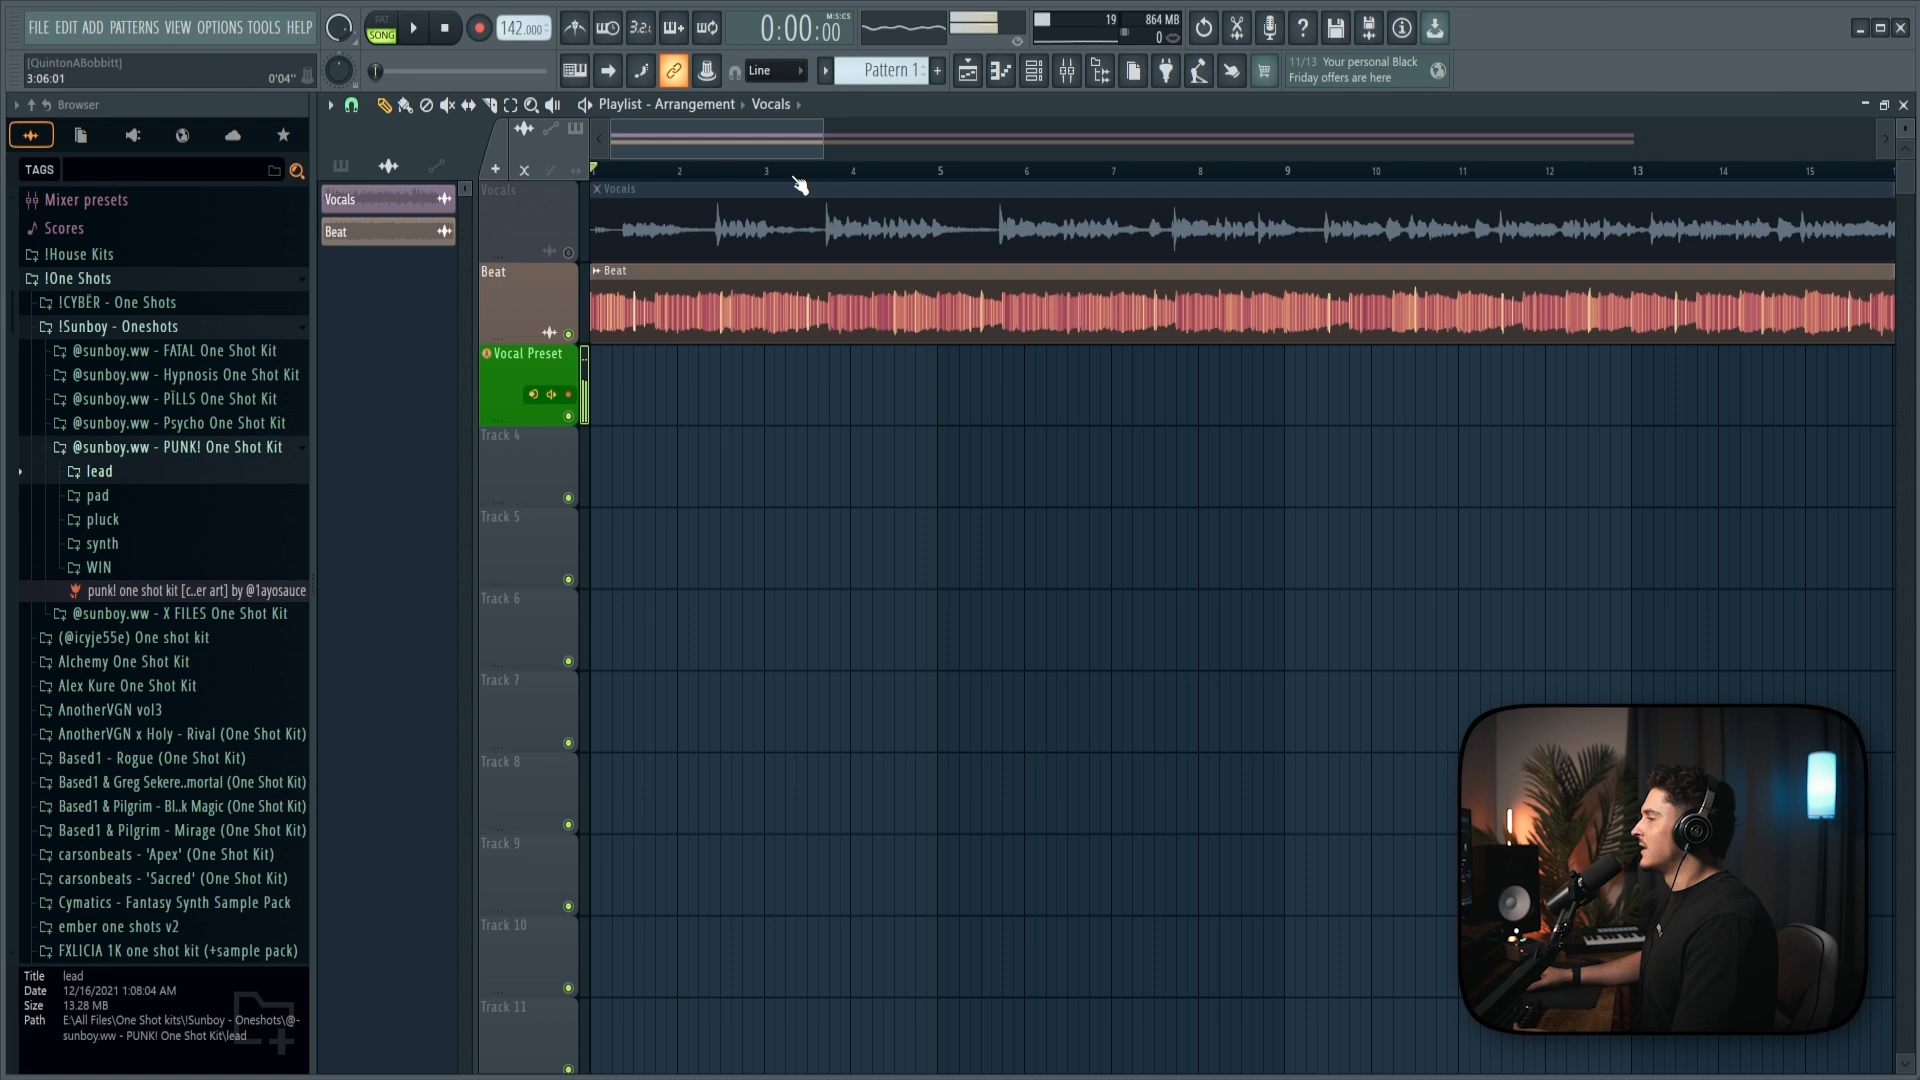 FILE EDIT ADD PATTERNS VIEW OPTIONS TOOLS HELP
PAT
SONG
142.000
3.2.
0:00:00
M:S:CS
19
864 MB
0
[QuintonABobbitt]
3:06:01
0'04"
Line
Pattern 1
11/13 Your personal Black
Friday offers are here
Browser
Playlist - Arrangement
Vocals
TAGS
Mixer presets
Scores
!House Kits
!One Shots
!CYBËR - One Shots
!Sunboy - Oneshots
@sunboy.ww - FATAL One Shot Kit
@sunboy.ww - Hypnosis One Shot Kit
@sunboy.ww - PÏLLS One Shot Kit
@sunboy.ww - Psycho One Shot Kit
@sunboy.ww - PUNK! One Shot Kit
lead
pad
pluck
synth
WIN
punk! one shot kit [c..er art] by @1ayosauce
@sunboy.ww - X FILES One Shot Kit
(@icyje55e) One shot kit
Alchemy One Shot Kit
Alex Kure One Shot Kit
AnotherVGN vol3
AnotherVGN x Holy - Rival (One Shot Kit)
Based1 - Rogue (One Shot Kit)
Based1 & Greg Sekere..mortal (One Shot Kit)
Based1 & Pilgrim - Bl..k Magic (One Shot Kit)
Based1 & Pilgrim - Mirage (One Shot Kit)
carsonbeats - 'Apex' (One Shot Kit)
carsonbeats - 'Sacred' (One Shot Kit)
Cymatics - Fantasy Synth Sample Pack
ember one shots v2
FXLICIA 1K one shot kit (+sample pack)
Title lead
Date 12/16/2021 1:08:04 AM
Size 13.28 MB
Path E:\All Files\One Shot kits\!Sunboy - Oneshots\@-
sunboy.ww - PUNK! One Shot Kit\lead
Vocals
Beat
2 3 4 5 6 7 8 9 10 11 12 13 14 15
Vocals
Vocals
Beat
Beat
Vocal Preset
Track 4
Track 5
Track 6
Track 7
Track 8
Track 9
Track 10
Track 11